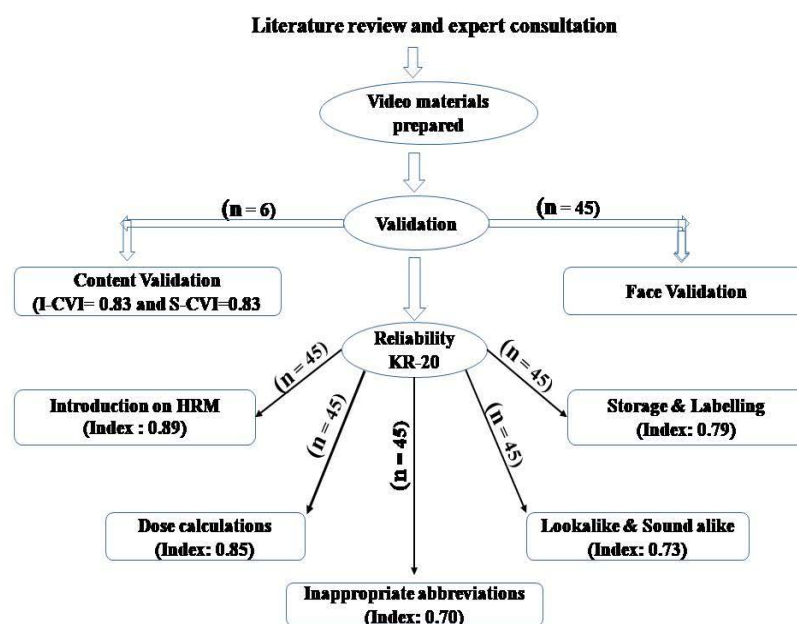 Literature review and expert consultation
Video materials
prepared
(n = 6)
Validation
(n = 45)
Content Validation
(I-CVI= 0.83 and S-CVI=0.83
Face Validation
Reliability
KR-20
(n = 45)
(n = 45)
(n = 45)
(n = 45)
(n = 45)
Introduction on HRM
(Index : 0.89)
Storage & Labelling
(Index: 0.79)
Dose calculations
(Index: 0.85)
Lookalike & Sound alike
(Index: 0.73)
Inappropriate abbreviations
(Index: 0.70)